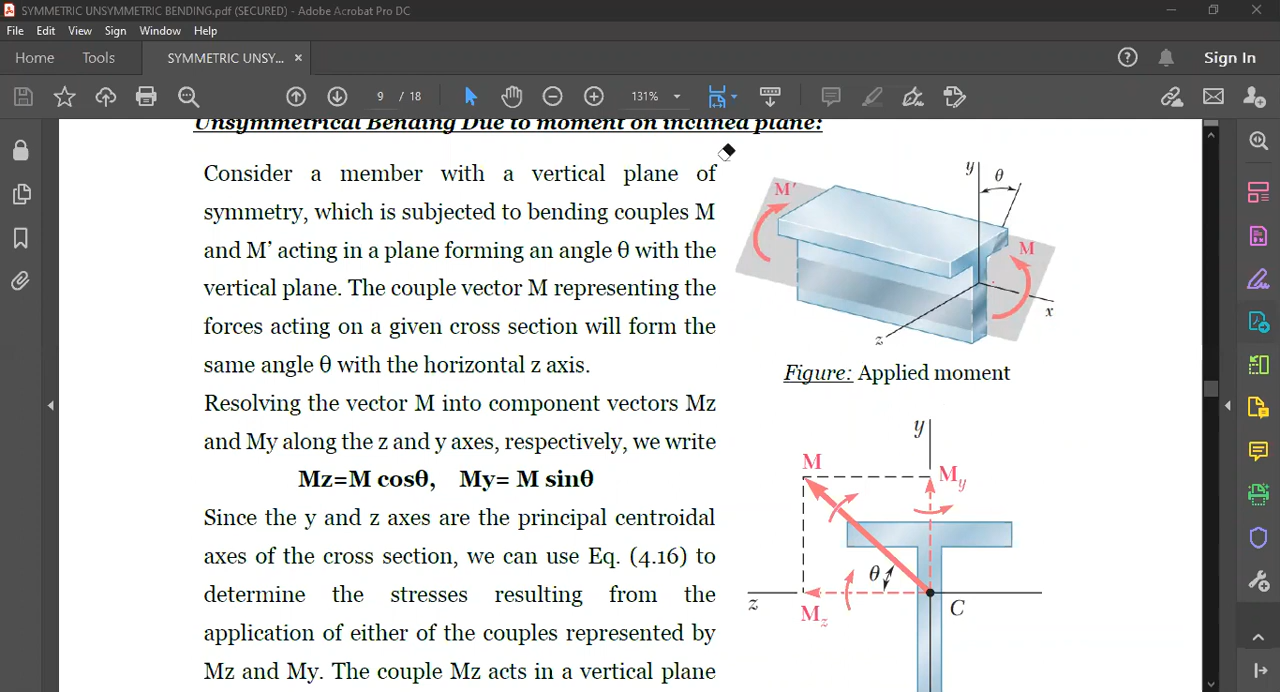 SYMMETRIC UNSYMMETRIC BENDING.pdf (SECURED) - Adobe Acrobat Pro DC
File Edit View Sign Window Help
Home Tools SYMMETRIC UNSY... × Sign In
9 / 18 131%
Unsymmetrical Bending Due to moment on inclined plane:
Consider a member with a vertical plane of
symmetry, which is subjected to bending couples M
and M' acting in a plane forming an angle θ with the
vertical plane. The couple vector M representing the
forces acting on a given cross section will form the
same angle θ with the horizontal z axis.
Resolving the vector M into component vectors Mz
and My along the z and y axes, respectively, we write
Mz=M cosθ, My= M sinθ
Since the y and z axes are the principal centroidal
axes of the cross section, we can use Eq. (4.16) to
determine the stresses resulting from the
application of either of the couples represented by
Mz and My. The couple Mz acts in a vertical plane
y θ
M'
M
x
z
Figure: Applied moment
y
M
My
θ
z
Mz
C